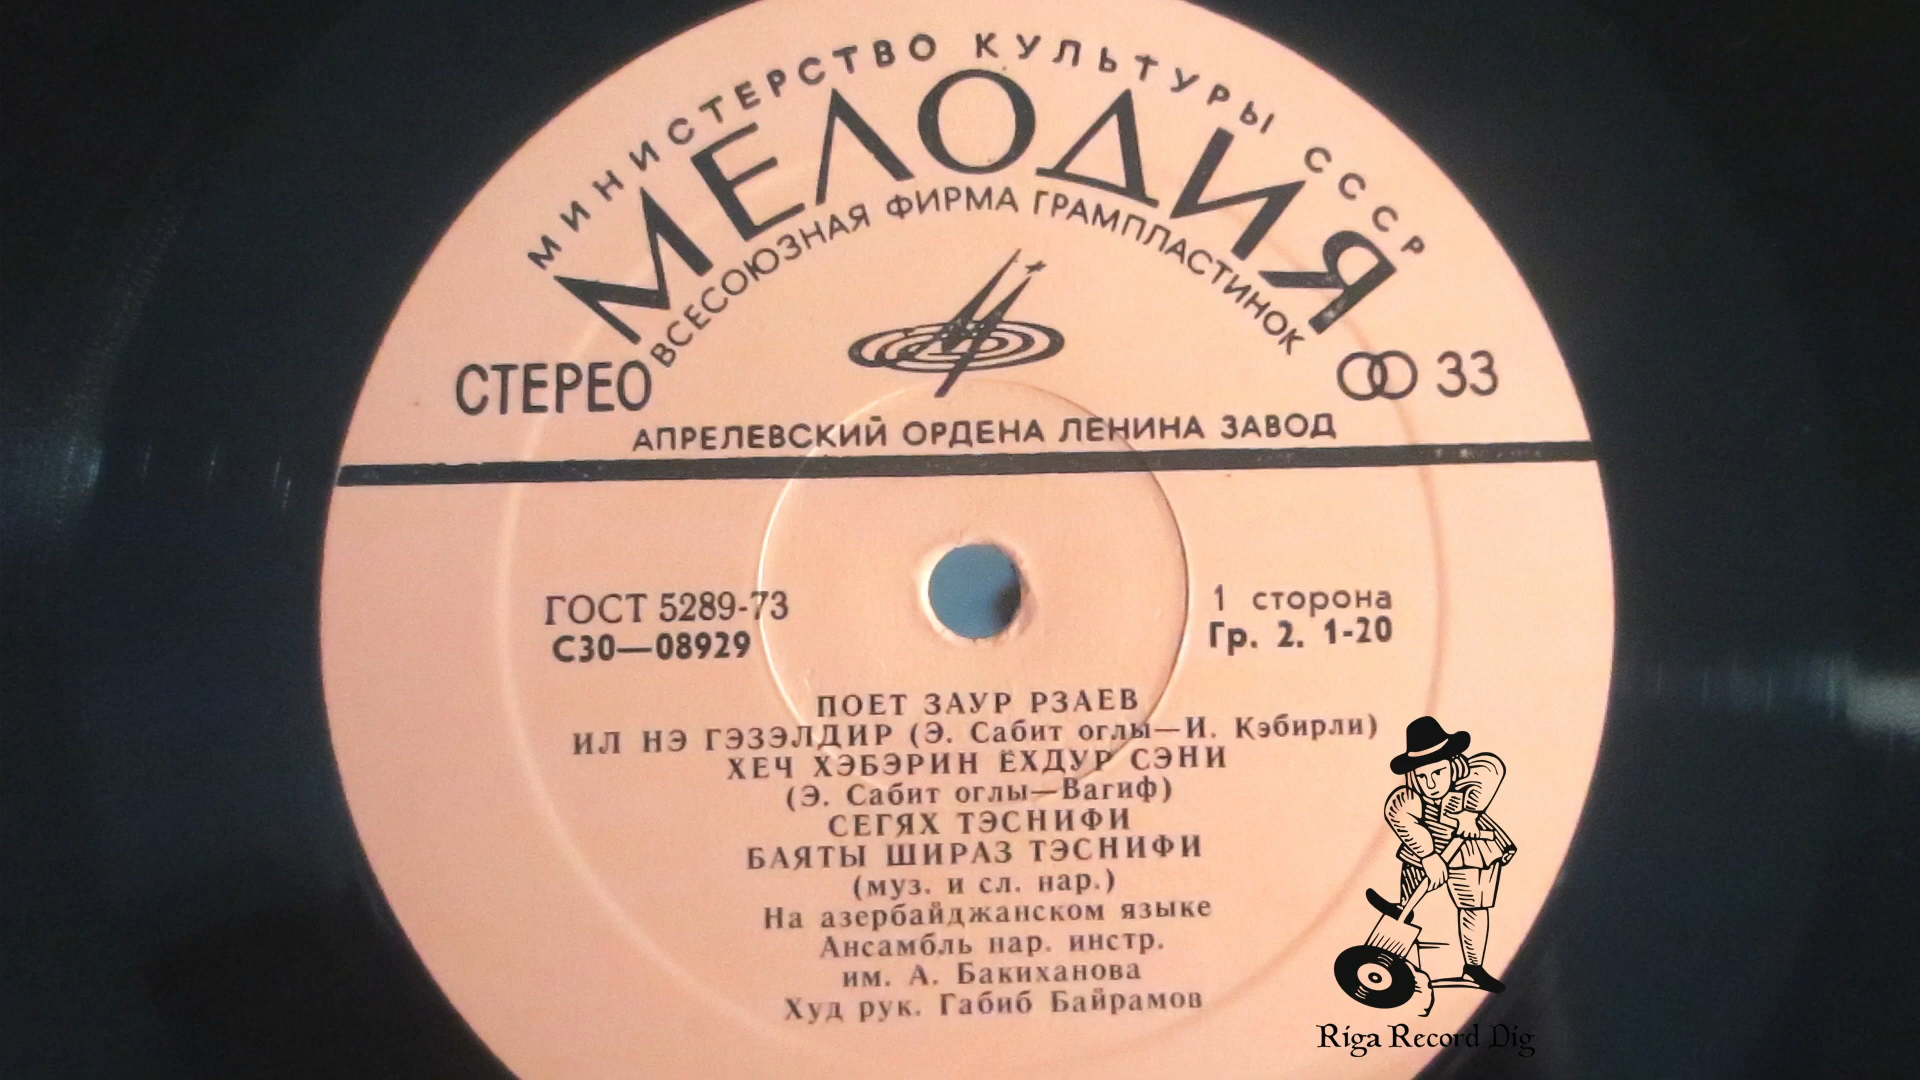 МИНИСТЕРСТВО КУЛЬТУРЫ СССР
МЕЛОДИЯ
ВСЕСОЮЗНАЯ ФИРМА ГРАМПЛАСТИНОК
СТЕРЕО
33
АПРЕЛЕВСКИЙ ОРДЕНА ЛЕНИНА ЗАВОД
ГОСТ 5289-73
С30—08929
1 сторона
Гр. 2. 1-20
ПОЕТ ЗАУР РЗАЕВ
ИЛ НЭ ГЭЗЭЛДИР (Э. Сабит оглы—И. Кэбирли)
ХЕЧ ХЭБЭРИН ЁХДУР СЭНИ
(Э. Сабит оглы—Вагиф)
СЕГЯХ ТЭСНИФИ
БАЯТЫ ШИРАЗ ТЭСНИФИ
(муз. и сл. нар.)
На азербайджанском языке
Ансамбль нар. инстр.
им. А. Бакиханова
Худ рук. Габиб Байрамов
Riga Record Dig